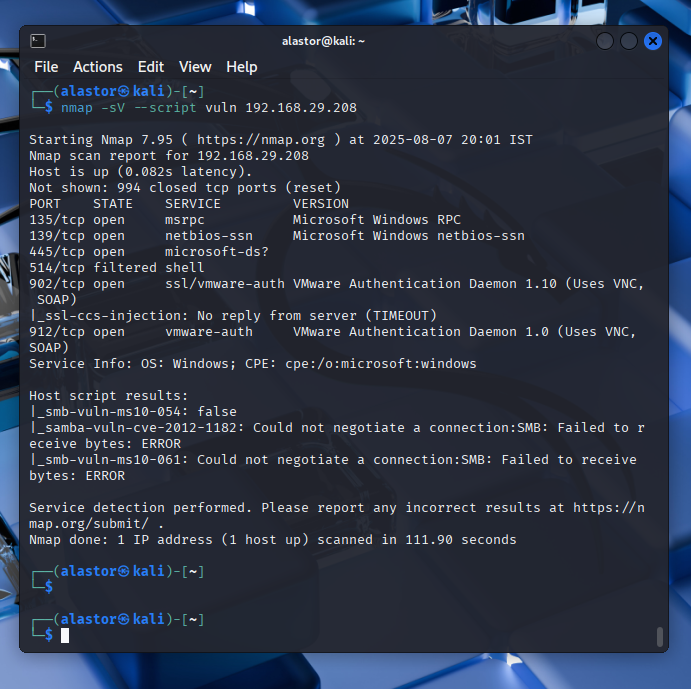 alastor@kali: ~
File Actions Edit View Help
┌──(alastor㉿kali)-[~]
└─$ nmap -sV --script vuln 192.168.29.208
Starting Nmap 7.95 ( https://nmap.org ) at 2025-08-07 20:01 IST
Nmap scan report for 192.168.29.208
Host is up (0.082s latency).
Not shown: 994 closed tcp ports (reset)
PORT    STATE    SERVICE         VERSION
135/tcp open     msrpc           Microsoft Windows RPC
139/tcp open     netbios-ssn     Microsoft Windows netbios-ssn
445/tcp open     microsoft-ds?
514/tcp filtered shell
902/tcp open     ssl/vmware-auth VMware Authentication Daemon 1.10 (Uses VNC,
 SOAP)
|_ssl-ccs-injection: No reply from server (TIMEOUT)
912/tcp open     vmware-auth     VMware Authentication Daemon 1.0 (Uses VNC,
SOAP)
Service Info: OS: Windows; CPE: cpe:/o:microsoft:windows
Host script results:
|_smb-vuln-ms10-054: false
|_samba-vuln-cve-2012-1182: Could not negotiate a connection:SMB: Failed to r
eceive bytes: ERROR
|_smb-vuln-ms10-061: Could not negotiate a connection:SMB: Failed to receive
bytes: ERROR
Service detection performed. Please report any incorrect results at https://n
map.org/submit/ .
Nmap done: 1 IP address (1 host up) scanned in 111.90 seconds
┌──(alastor㉿kali)-[~]
└─$
┌──(alastor㉿kali)-[~]
└─$